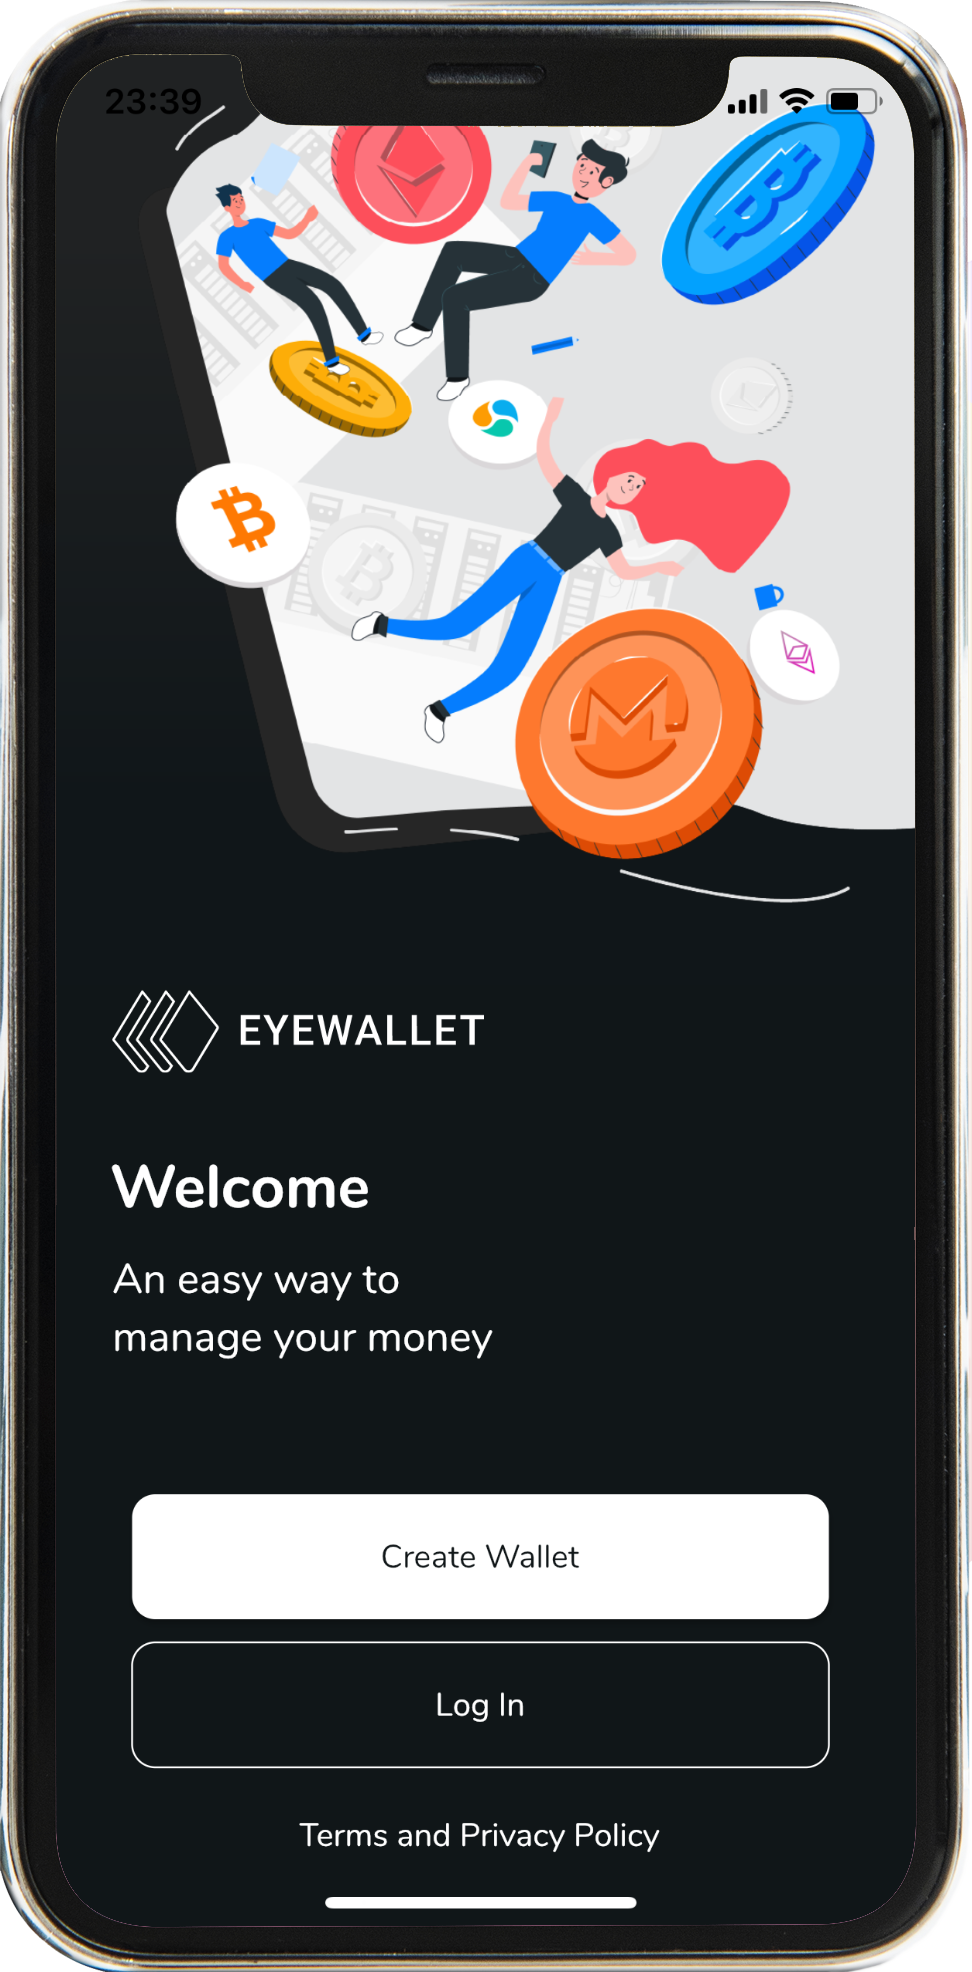 23:39
EYEWALLET
Welcome
An easy way to
manage your money
Create Wallet
Log In
Terms and Privacy Policy